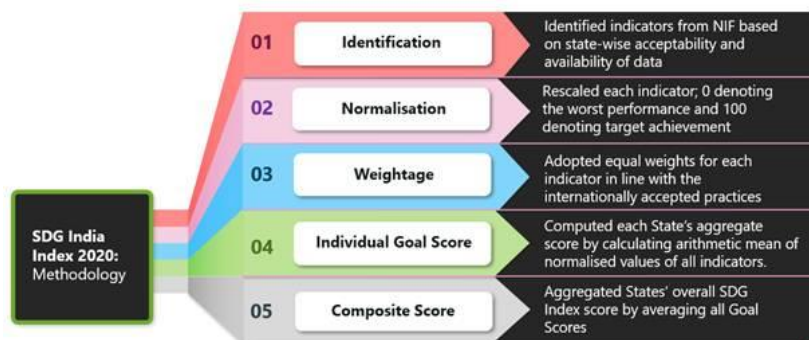 SDG India
Index 2020:
Methodology
01
Identification
Identified indicators from NIF based
on state-wise acceptability and
availability of data
02
Normalisation
Rescaled each indicator; 0 denoting
the worst performance and 100
denoting target achievement
03
Weightage
Adopted equal weights for each
indicator in line with the
internationally accepted practices
04
Individual Goal Score
Computed each State's aggregate
score by calculating arithmetic mean of
normalised values of all indicators.
05
Composite Score
Aggregated States' overall SDG
Index score by averaging all Goal
Scores